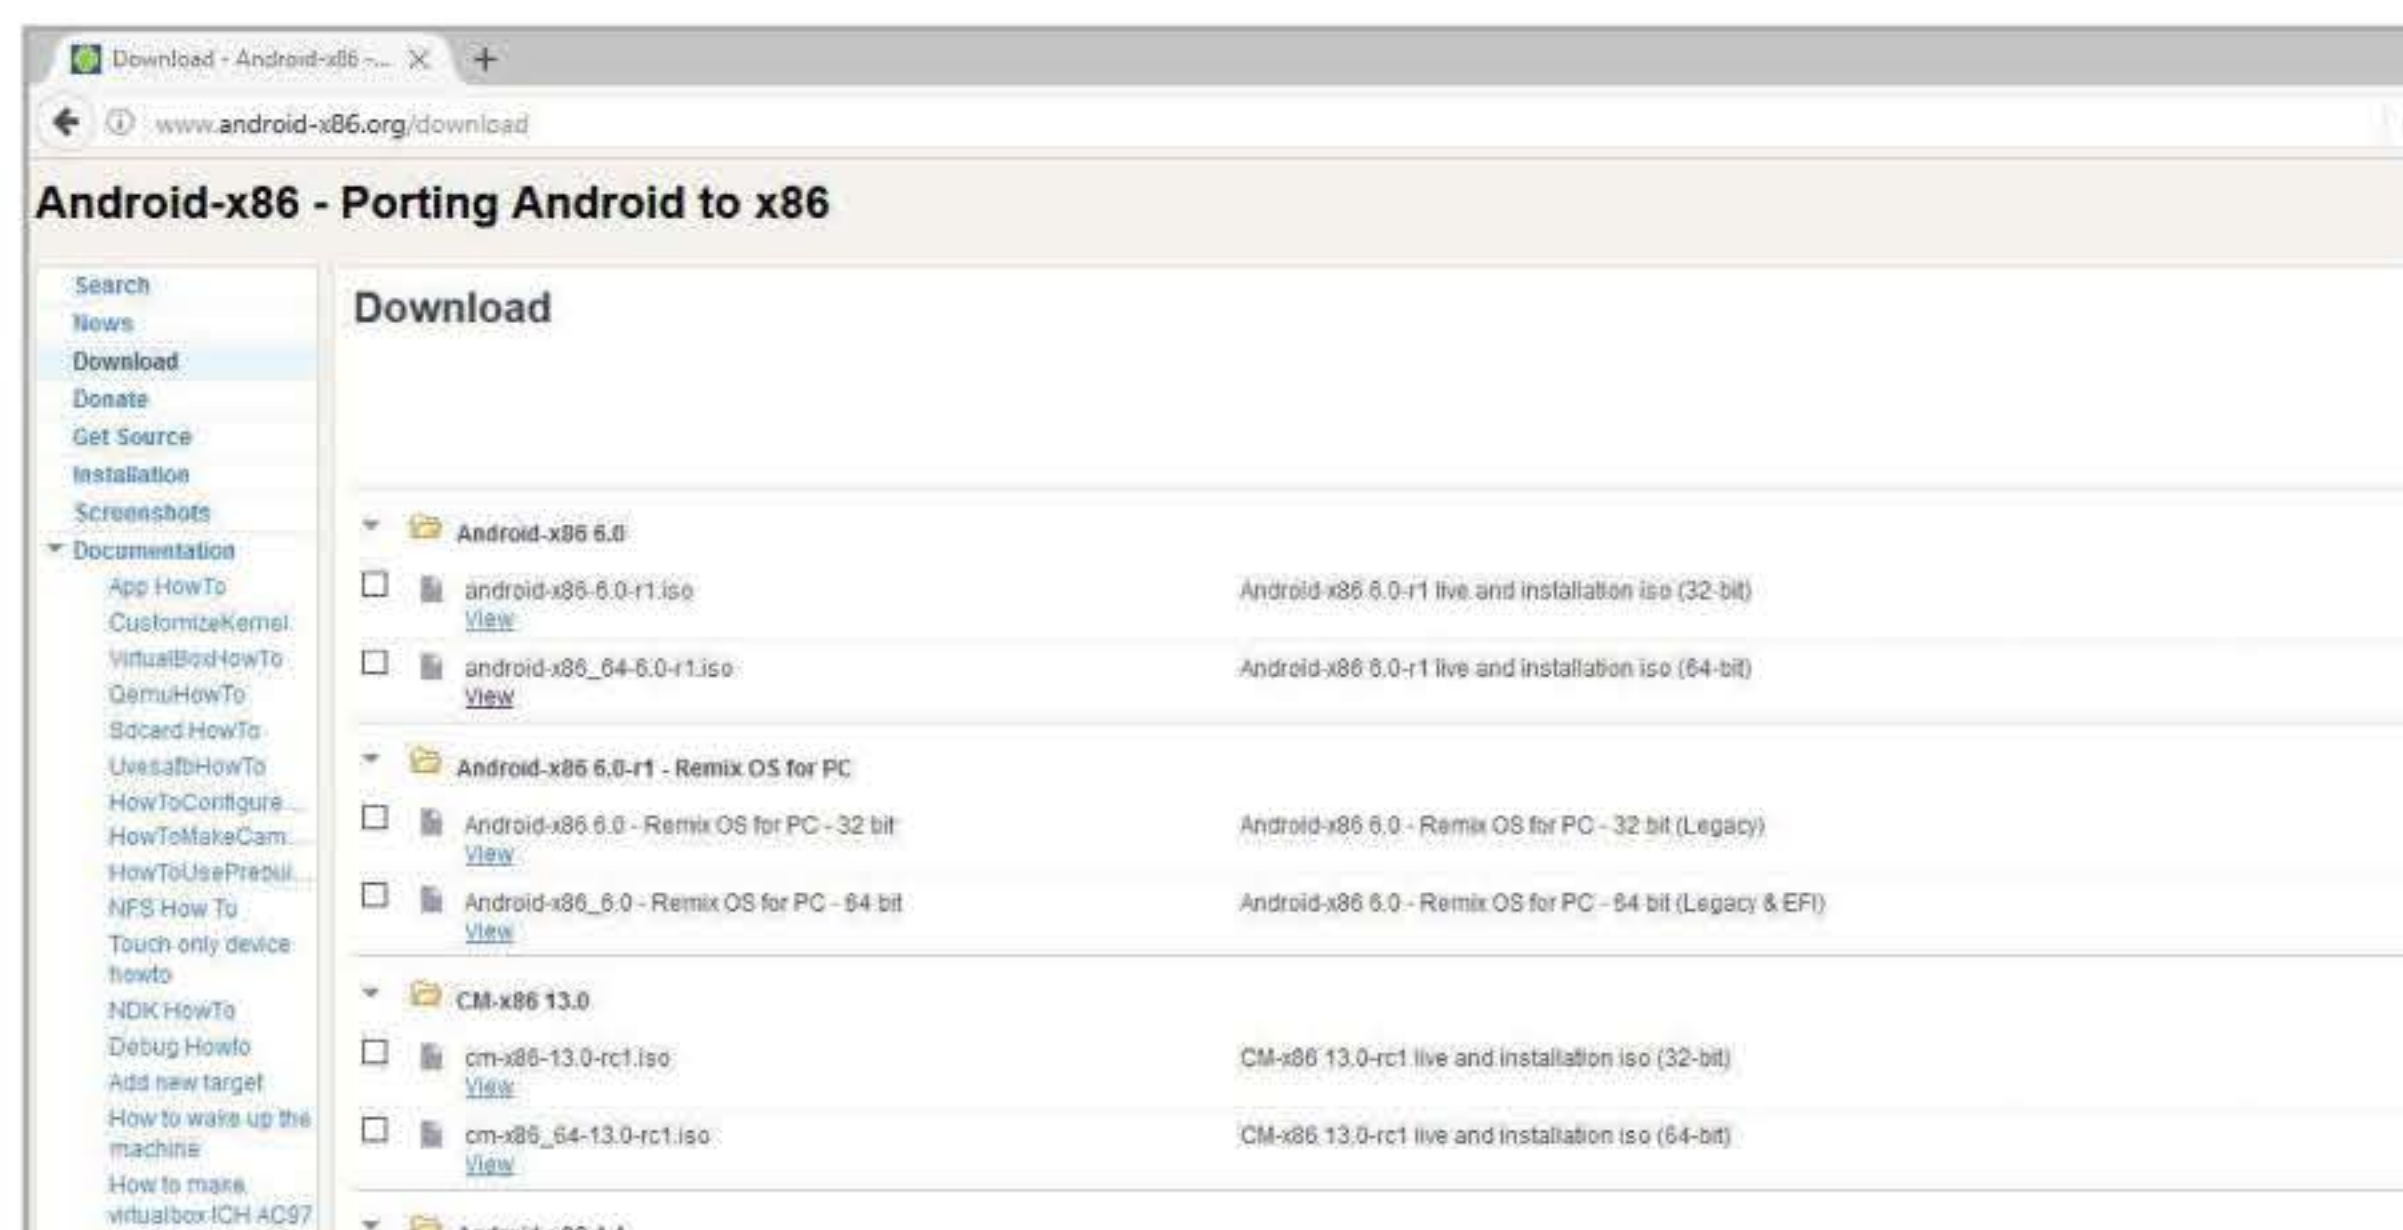 Download - Android-x86 -...
www.android-x86.org/download
Android-x86 - Porting Android to x86
Search
News
Download
Donate
Get Source
Installation
Screenshots
Documentation
App HowTo
CustomizeKernel
VirtualBoxHowTo
QemuHowTo
Sdcard HowTo
UvesafbHowTo
HowToConfigure...
HowToMakeCam...
HowToUsePrebui...
NFS How To
Touch only device
howto
NDK HowTo
Debug Howto
Add new target
How to wake up the
machine
How to make
virtualbox ICH AC97
Download
Android-x86 6.0
android-x86-6.0-r1.iso
Android-x86 6.0-r1 live and installation iso (32-bit)
View
android-x86_64-6.0-r1.iso
Android-x86 6.0-r1 live and installation iso (64-bit)
View
Android-x86 6.0-r1 - Remix OS for PC
Android-x86 6.0 - Remix OS for PC - 32 bit
Android-x86 6.0 - Remix OS for PC - 32 bit (Legacy)
View
Android-x86_6.0 - Remix OS for PC - 64 bit
Android-x86 6.0 - Remix OS for PC - 64 bit (Legacy & EFI)
View
CM-x86 13.0
cm-x86-13.0-rc1.iso
CM-x86 13.0-rc1 live and installation iso (32-bit)
View
cm-x86_64-13.0-rc1.iso
CM-x86 13.0-rc1 live and installation iso (64-bit)
View